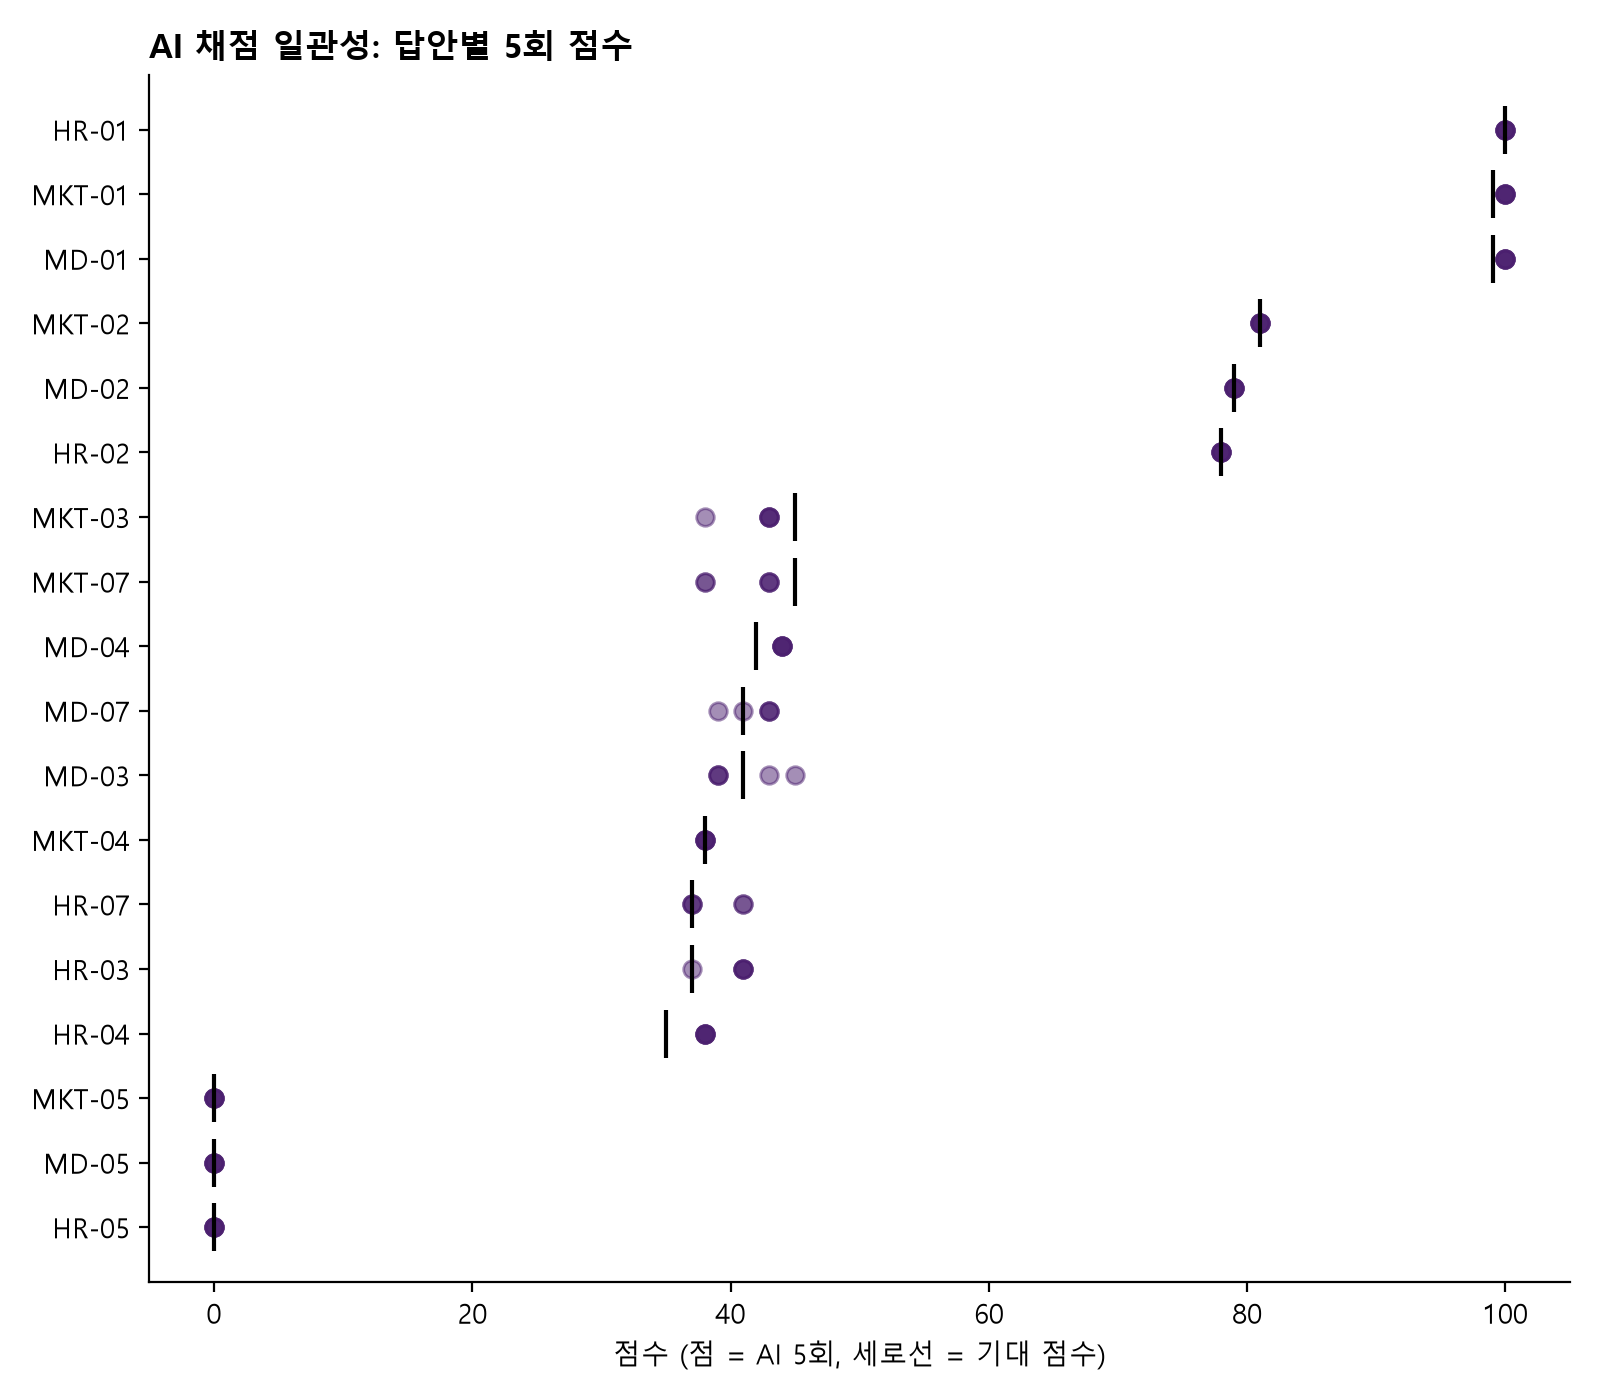 AI 채점 일관성: 답안별 5회 점수
HR-01
MKT-01
MD-01
MKT-02
MD-02
HR-02
MKT-03
MKT-07
MD-04
MD-07
MD-03
MKT-04
HR-07
HR-03
HR-04
MKT-05
MD-05
HR-05
0 20 40 60 80 100
점수 (점 = AI 5회, 세로선 = 기대 점수)